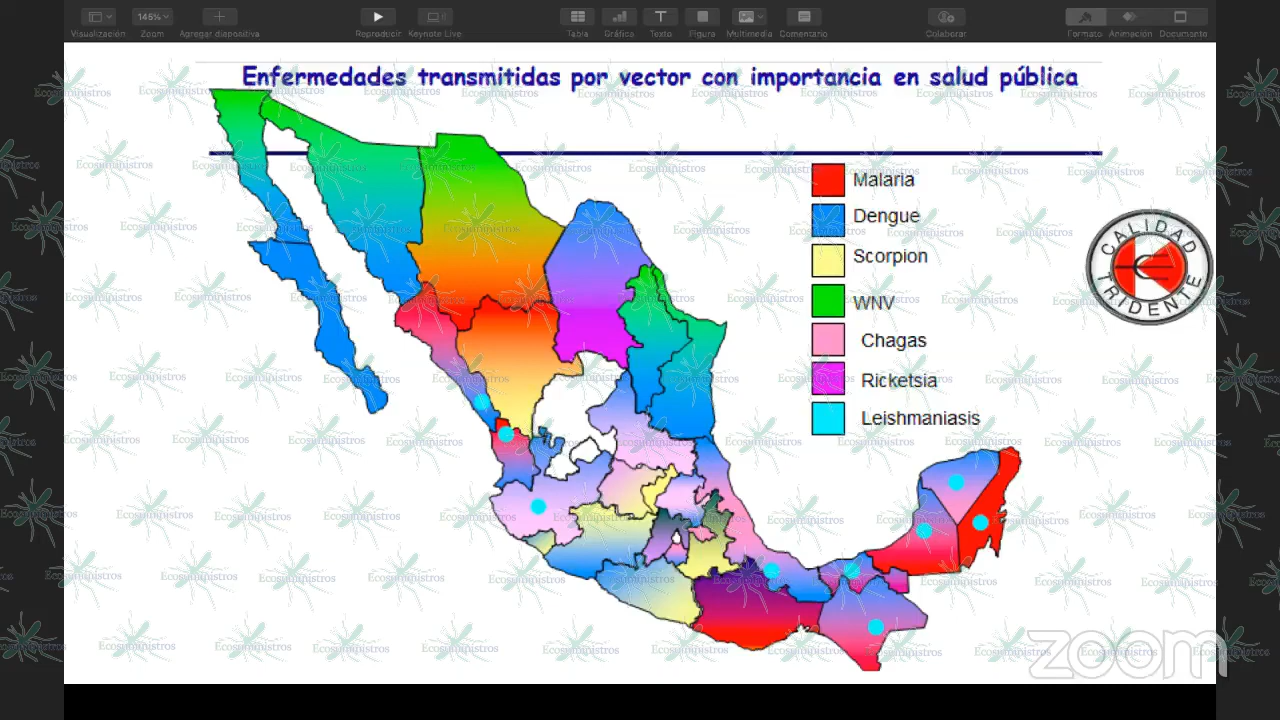 145%
Visualización Zoom Agregar diapositiva Reproducir Keynote Live Tabla Gráfica Texto Figura Multimedia Comentario Colaborar Formato Animación Documento
Enfermedades transmitidas por vector con importancia en salud pública
Malaria
Dengue
Scorpion
WNV
Chagas
Ricketsia
Leishmaniasis
CALIDAD
TRIDENTE
Ecosuministros
zoom